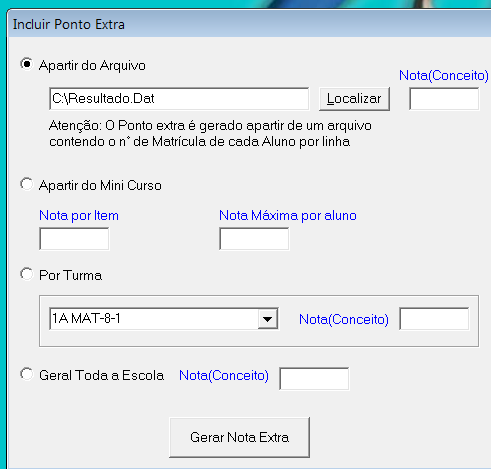 Incluir Ponto Extra
Apartir do Arquivo
Nota(Conceito)
C:\Resultado.Dat
Localizar
Atenção: O Ponto extra é gerado apartir de um arquivo
contendo o n° de Matrícula de cada Aluno por linha
Apartir do Mini Curso
Nota por Item
Nota Máxima por aluno
Por Turma
1A MAT-8-1
Nota(Conceito)
Geral Toda a Escola
Nota(Conceito)
Gerar Nota Extra